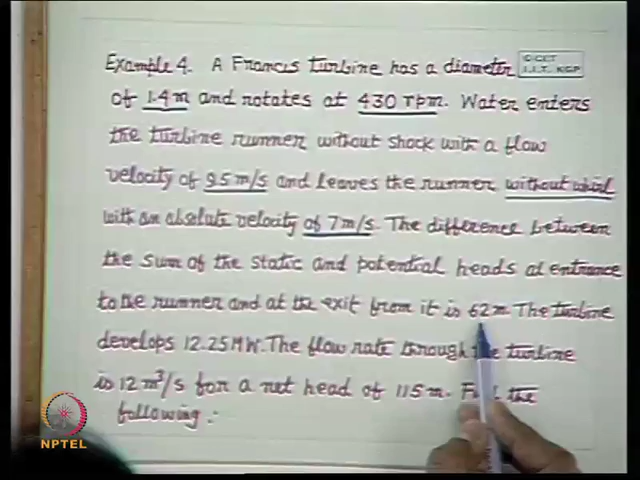 Example 4. A Francis turbine has a diameter
© CET
I.I.T. KGP
of 1.4m and rotates at 430 rpm. Water enters
the turbine runner without shock with a flow
velocity of 9.5 m/s and leaves the runner without whirl
with an absolute velocity of 7 m/s. The difference between
the sum of the static and potential heads at entrance
to the runner and at the exit from it is 62m. The turbine
develops 12.25 MW. The flow rate through the turbine
is 12 m³/s for a net head of 115 m. Find the
following:
NPTEL